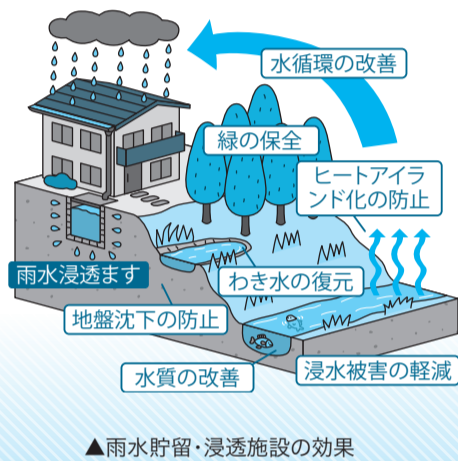 水循環の改善
緑の保全
ヒートアイラ
ンド化の防止
雨水浸透ます
わき水の復元
地盤沈下の防止
水質の改善
浸水被害の軽減
▲雨水貯留・浸透施設の効果